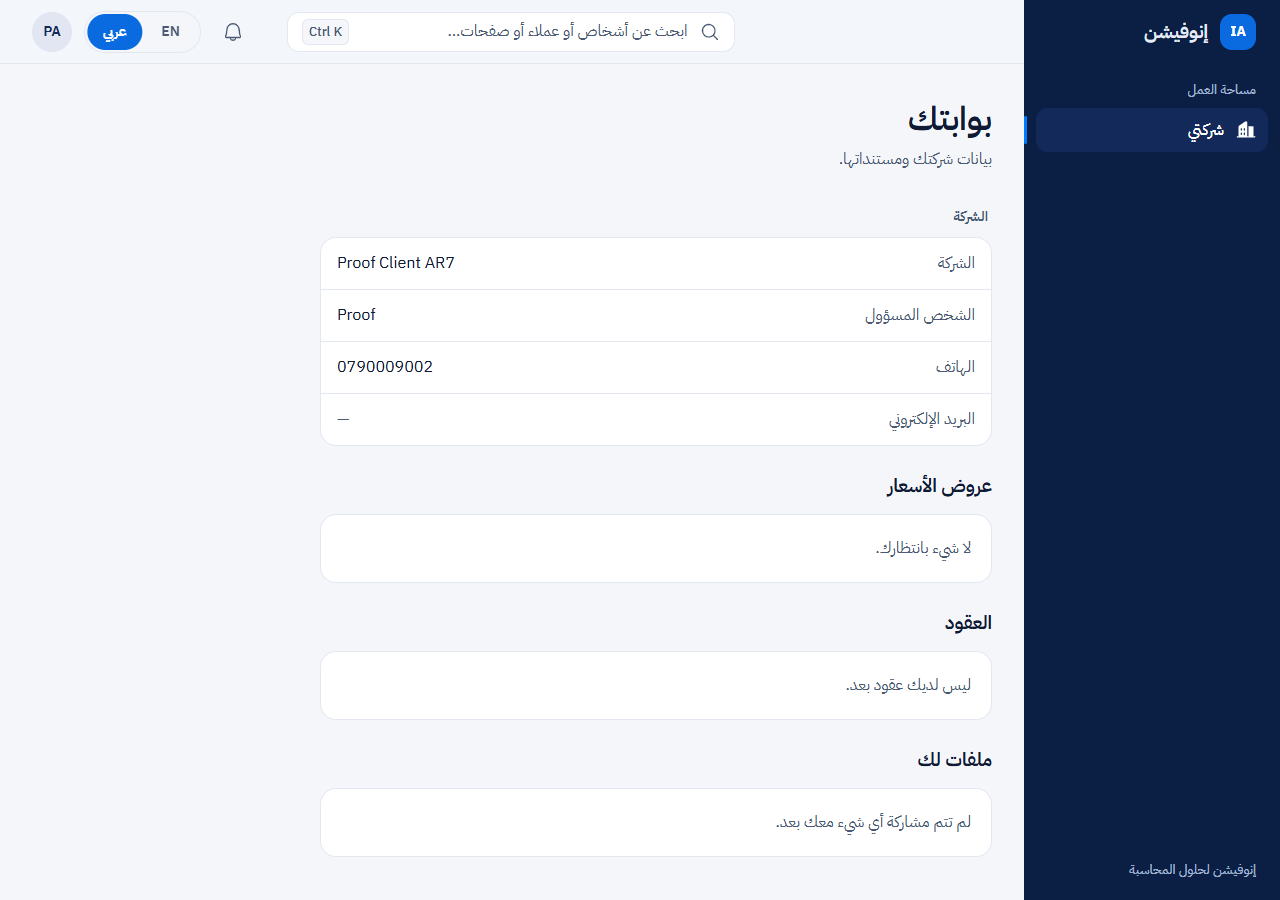 IA إنوفيشن
مساحة العمل
شركتي
إنوفيشن لحلول المحاسبة
ابحث عن أشخاص أو عملاء أو صفحات... Ctrl K
EN عربي PA
بوابتك
بيانات شركتك ومستنداتها.
الشركة
الشركة Proof Client AR7
الشخص المسؤول Proof
الهاتف 0790009002
البريد الإلكتروني —
عروض الأسعار
لا شيء بانتظارك.
العقود
ليس لديك عقود بعد.
ملفات لك
لم تتم مشاركة أي شيء معك بعد.